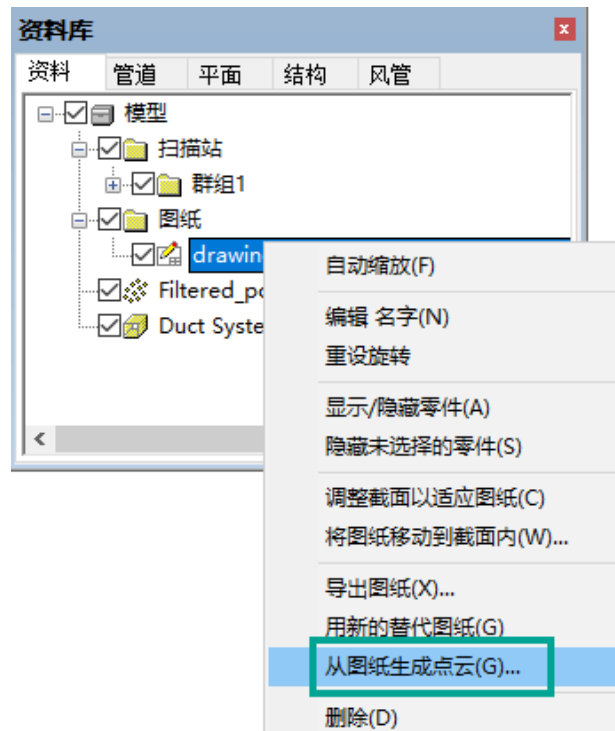 资料库
资料 管道 平面 结构 风管
模型
扫描站
群组1
图纸
drawin
Filtered_po
Duct Syste
自动缩放(F)
编辑 名字(N)
重设旋转
显示/隐藏零件(A)
隐藏未选择的零件(S)
调整截面以适应图纸(C)
将图纸移动到截面内(W)...
导出图纸(X)...
用新的替代图纸(G)
从图纸生成点云(G)...
删除(D)